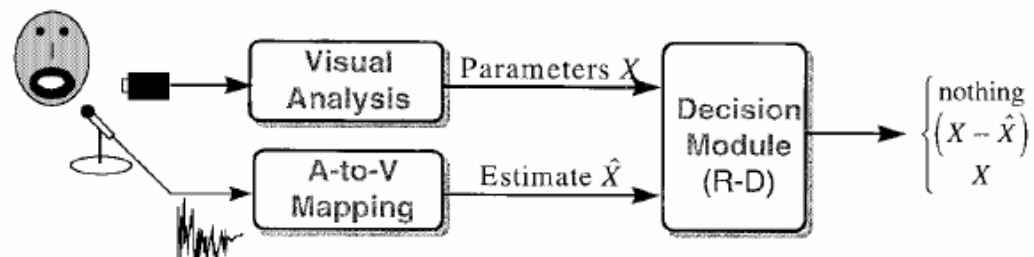 Visual
Analysis
Parameters X
A-to-V
Mapping
Estimate X̂
Decision
Module
(R-D)
nothing
(X − X̂)
X